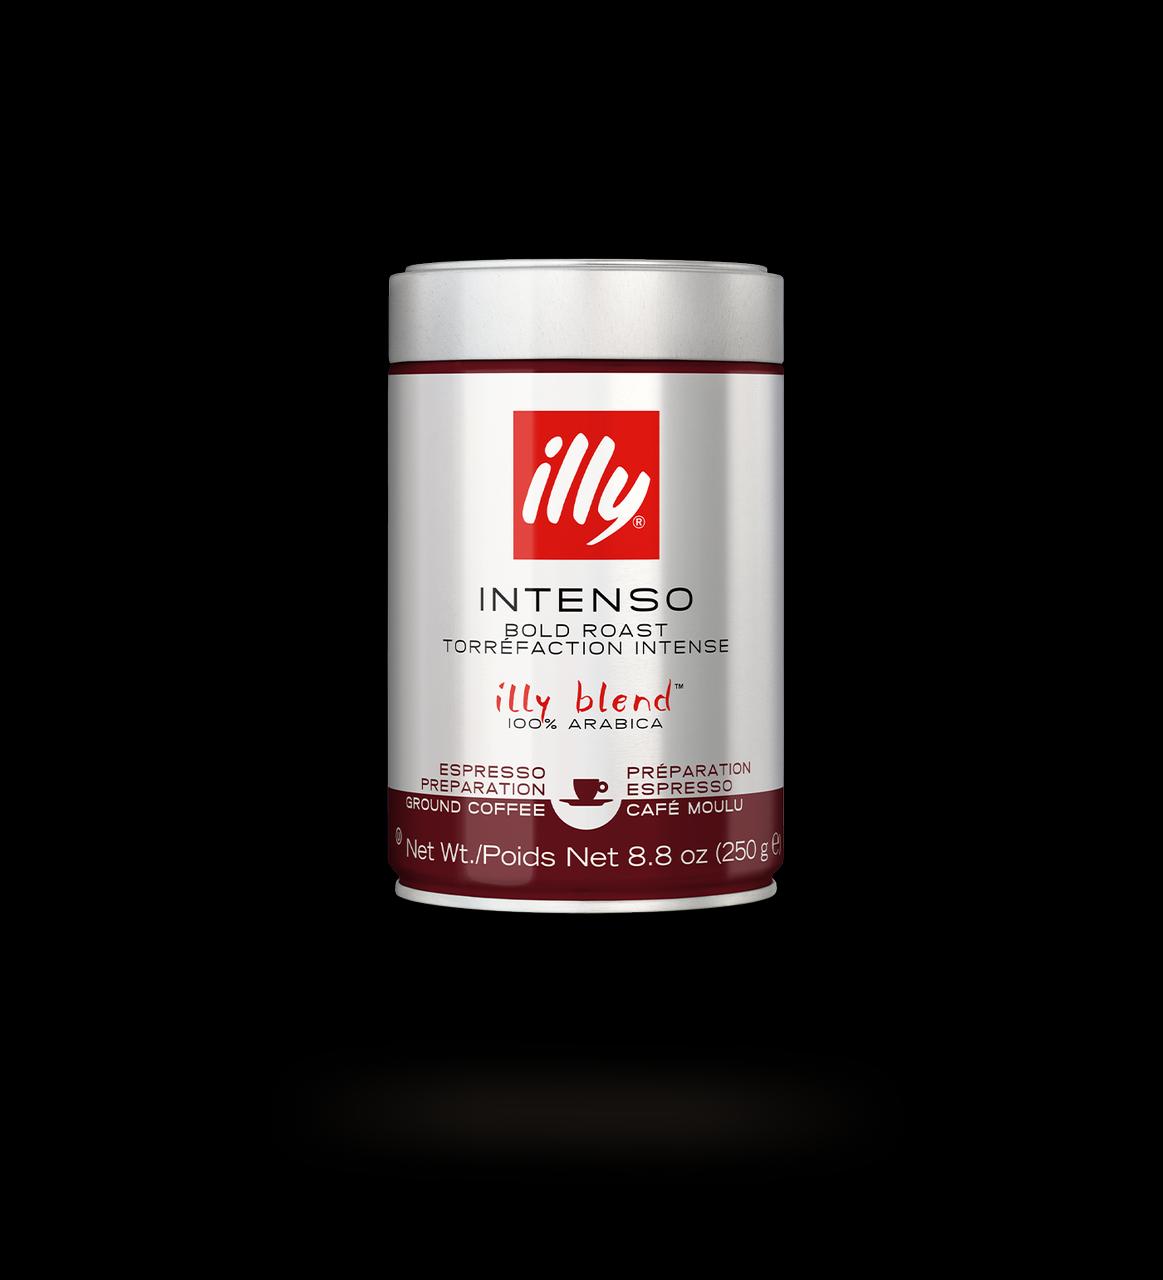 illy®
INTENSO
BOLD ROAST
TORRÉFACTION INTENSE
illy blend™
100% ARABICA
ESPRESSO
PREPARATION
GROUND COFFEE
PRÉPARATION
ESPRESSO
CAFÉ MOULU
Net Wt./Poids Net 8.8 oz (250 g ℮)